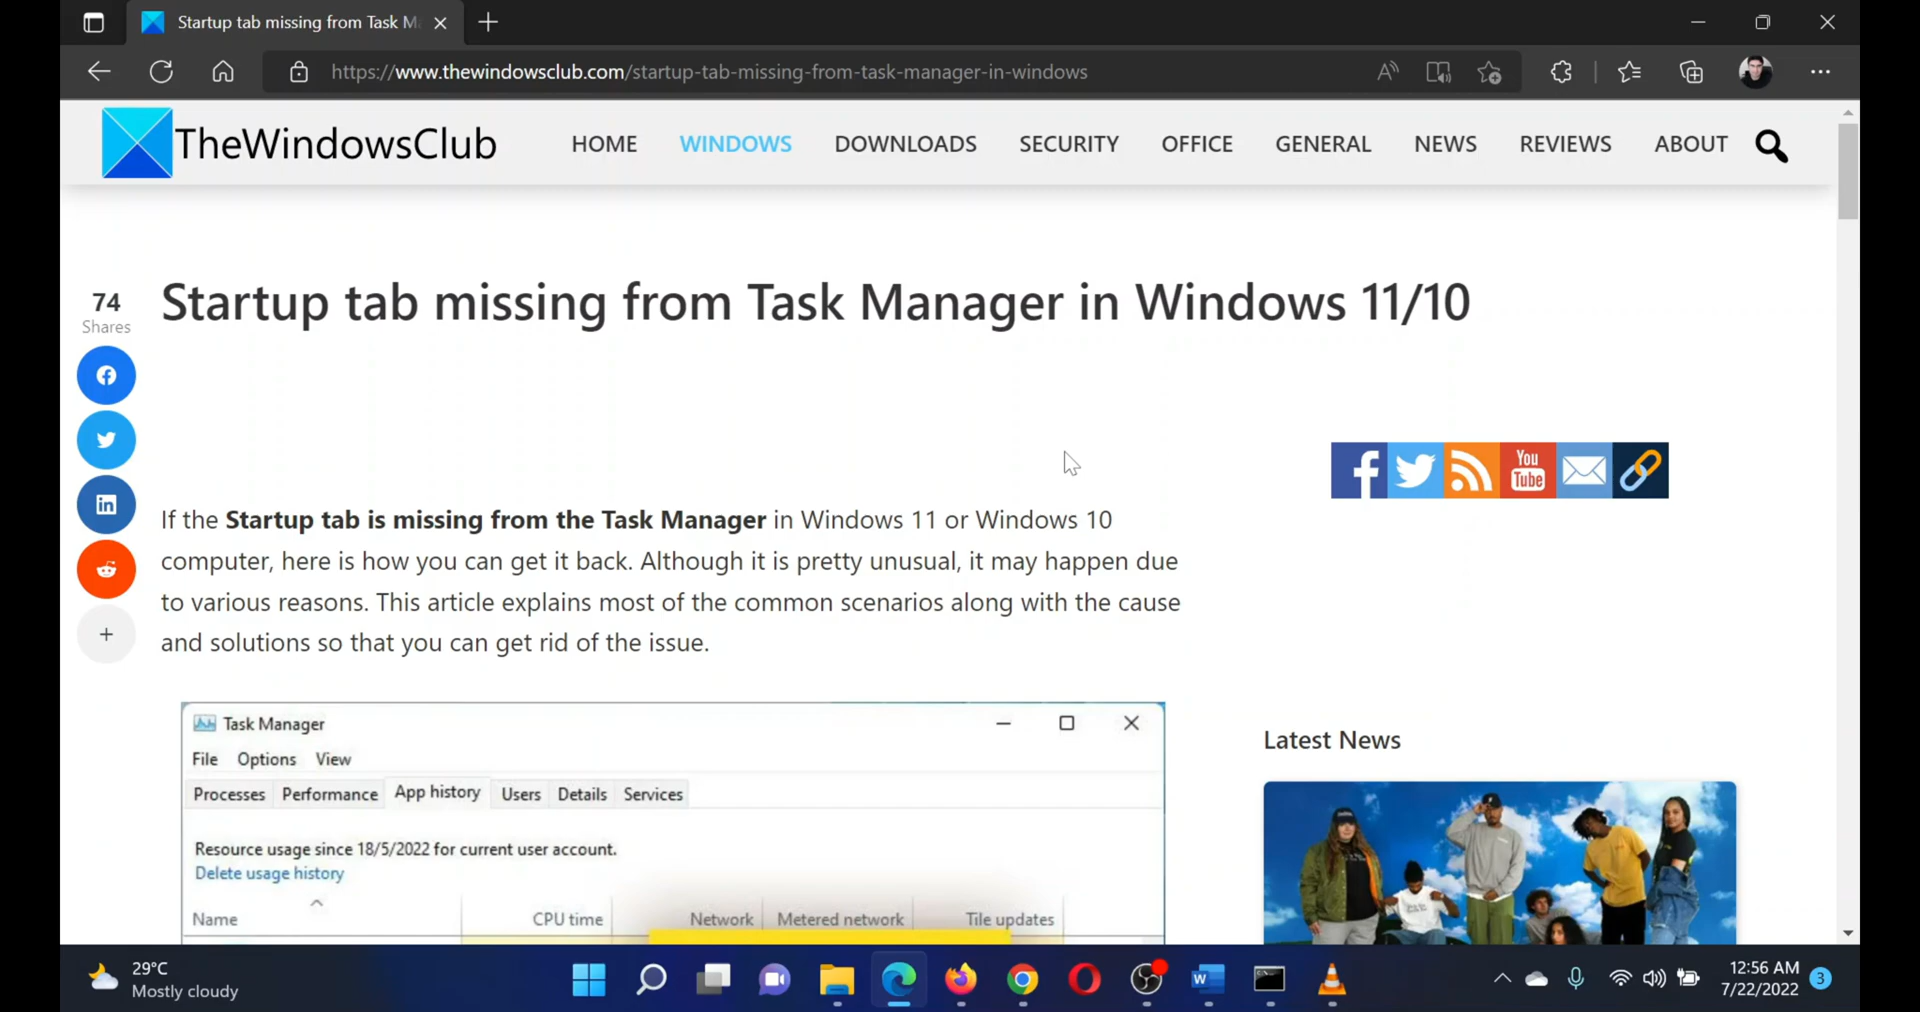 Startup tab missing from Task Ma
https://www.thewindowsclub.com/startup-tab-missing-from-task-manager-in-windows
TheWindowsClub
HOME WINDOWS DOWNLOADS SECURITY OFFICE GENERAL NEWS REVIEWS ABOUT
Startup tab missing from Task Manager in Windows 11/10
74
Shares
If the Startup tab is missing from the Task Manager in Windows 11 or Windows 10
computer, here is how you can get it back. Although it is pretty unusual, it may happen due
to various reasons. This article explains most of the common scenarios along with the cause
and solutions so that you can get rid of the issue.
You
Tube
Task Manager
File Options View
Processes Performance App history Users Details Services
Resource usage since 18/5/2022 for current user account.
Delete usage history
Name CPU time Network Metered network Tile updates
Latest News
29°C
Mostly cloudy
12:56 AM
7/22/2022
3